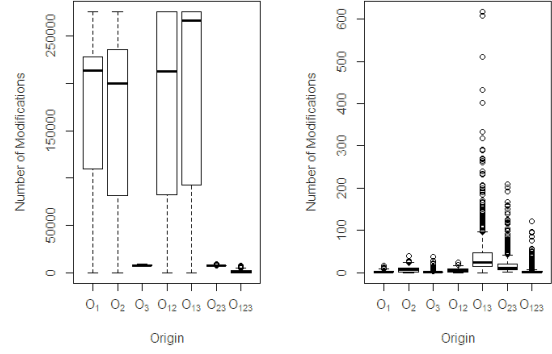 Number of Modifications
250000
150000
50000
0
O₁ O₂ O₃ O₁₂ O₁₃ O₂₃ O₁₂₃
Origin
Number of Modifications
600
500
400
300
200
100
0
O₁ O₂ O₃ O₁₂ O₁₃ O₂₃ O₁₂₃
Origin